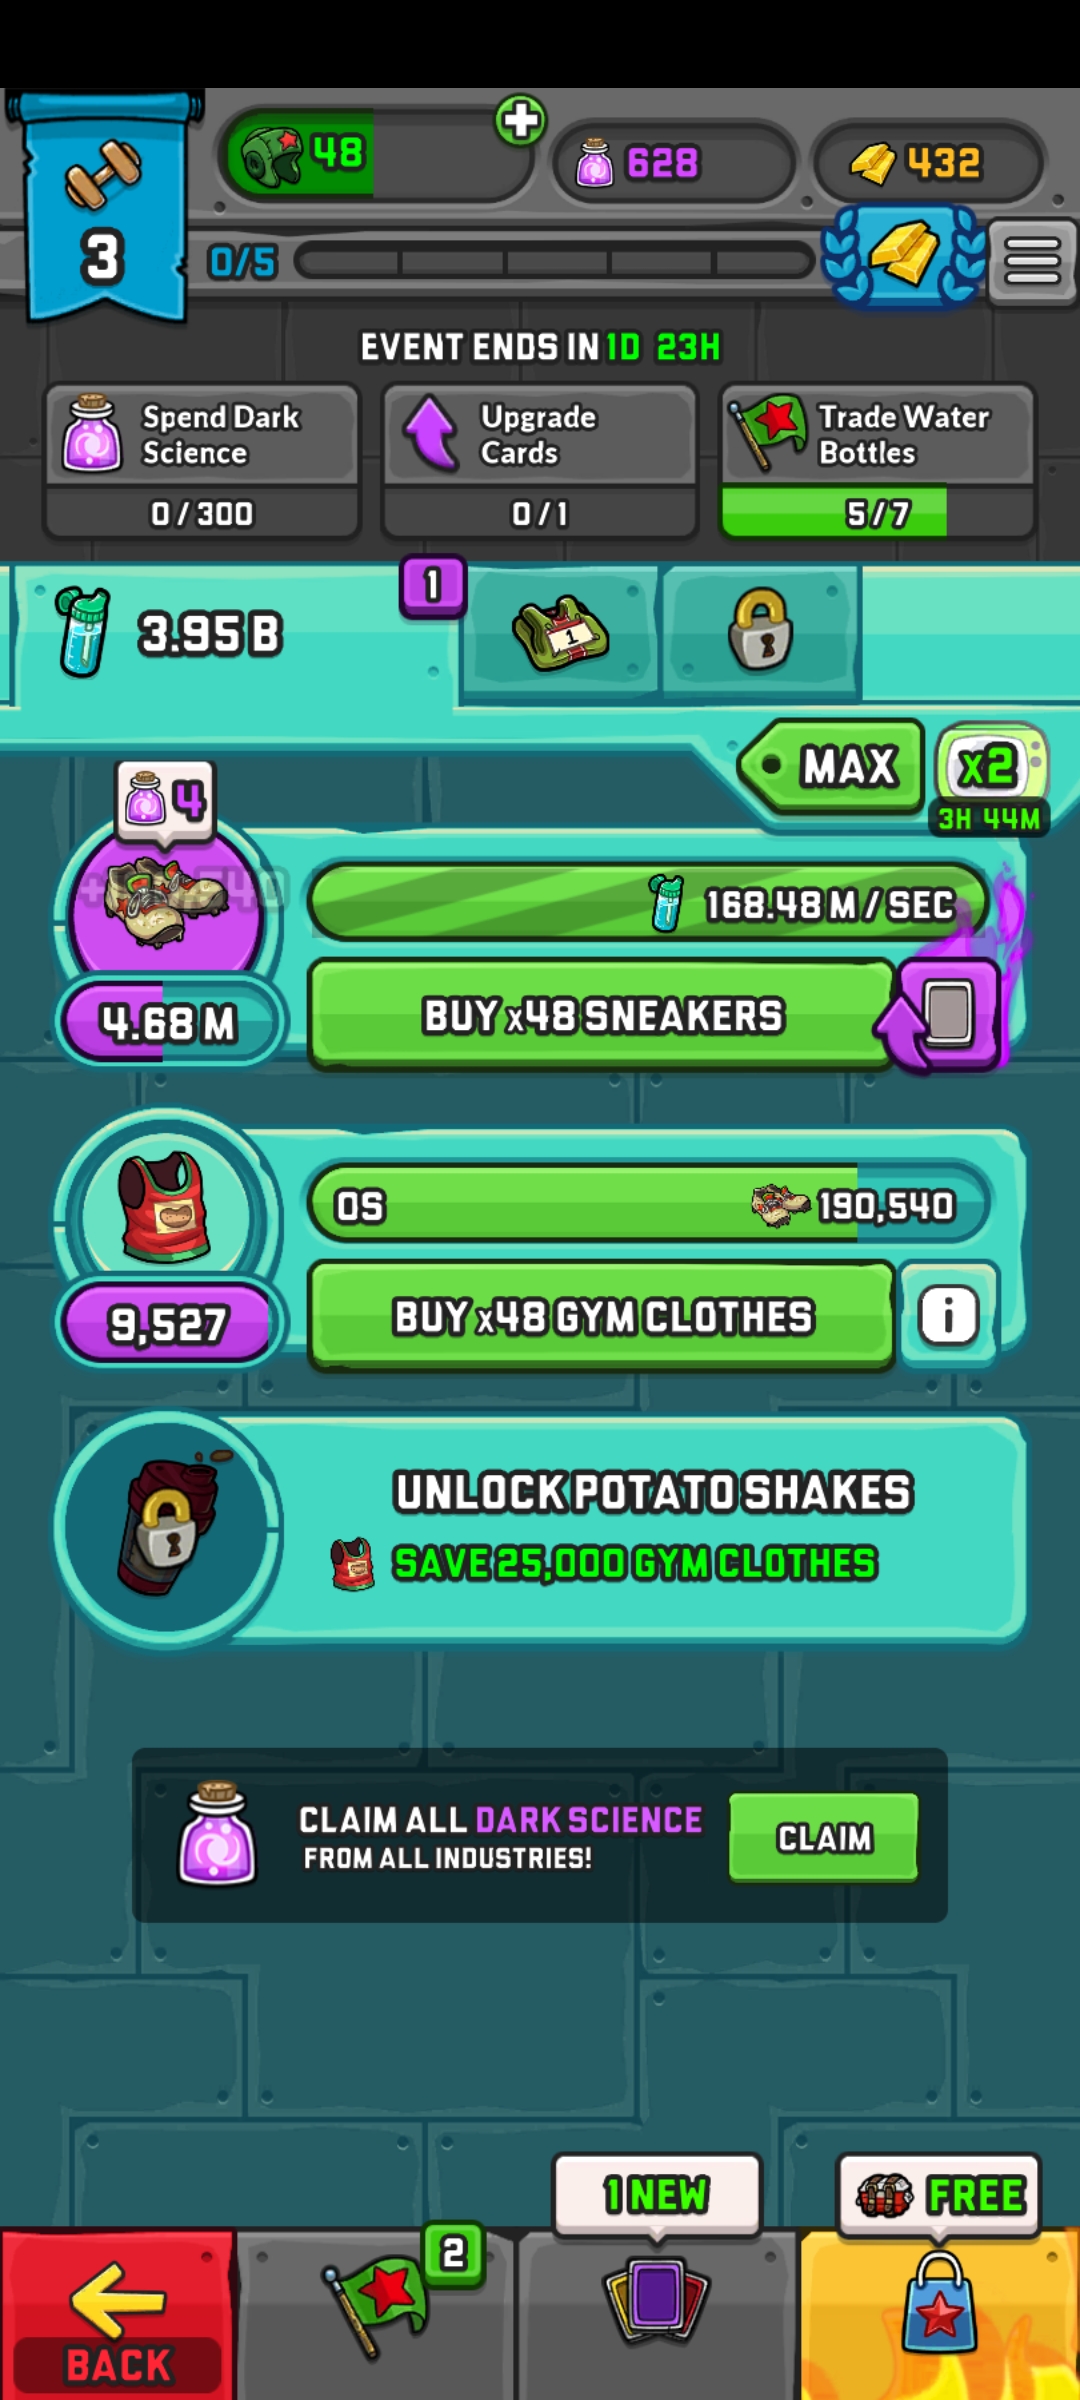 48
628
432
3
0/5
EVENT ENDS IN 1D 23H
Spend Dark
Science
0 / 300
Upgrade
Cards
0 / 1
Trade Water
Bottles
5 / 7
3.95 B
1
1
MAX
x2
3H 44M
4
168.48 M / SEC
4.68 M
BUY x48 SNEAKERS
0S
190,540
9,527
BUY x48 GYM CLOTHES
i
UNLOCK POTATO SHAKES
SAVE 25,000 GYM CLOTHES
CLAIM ALL DARK SCIENCE
FROM ALL INDUSTRIES!
CLAIM
1 NEW
FREE
2
BACK